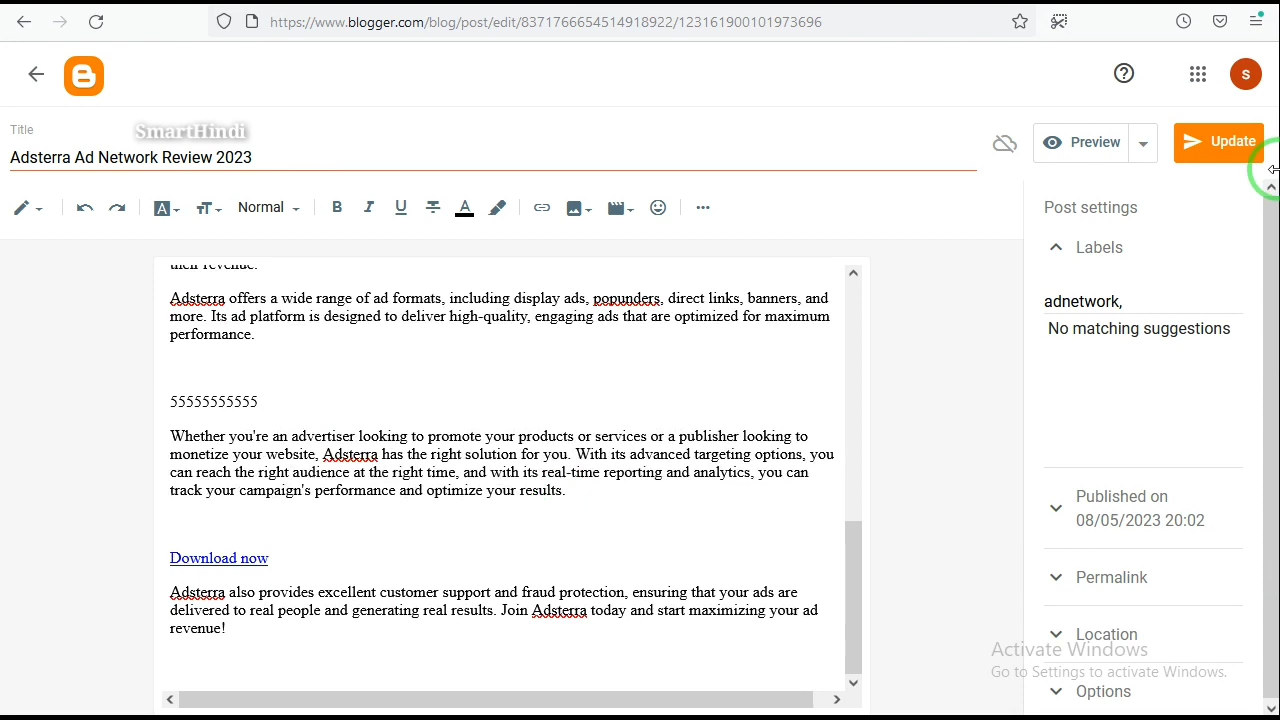 https://www.blogger.com/blog/post/edit/8371766654514918922/123161900101973696
S
Title
SmartHindi
Adsterra Ad Network Review 2023
Preview
Update
Normal
B I U A
Post settings
Labels
adnetwork,
No matching suggestions
their revenue.
Adsterra offers a wide range of ad formats, including display ads, popunders, direct links, banners, and
more. Its ad platform is designed to deliver high-quality, engaging ads that are optimized for maximum
performance.
55555555555
Whether you're an advertiser looking to promote your products or services or a publisher looking to
monetize your website, Adsterra has the right solution for you. With its advanced targeting options, you
can reach the right audience at the right time, and with its real-time reporting and analytics, you can
track your campaign's performance and optimize your results.
Download now
Adsterra also provides excellent customer support and fraud protection, ensuring that your ads are
delivered to real people and generating real results. Join Adsterra today and start maximizing your ad
revenue!
Published on
08/05/2023 20:02
Permalink
Location
Activate Windows
Go to Settings to activate Windows.
Options